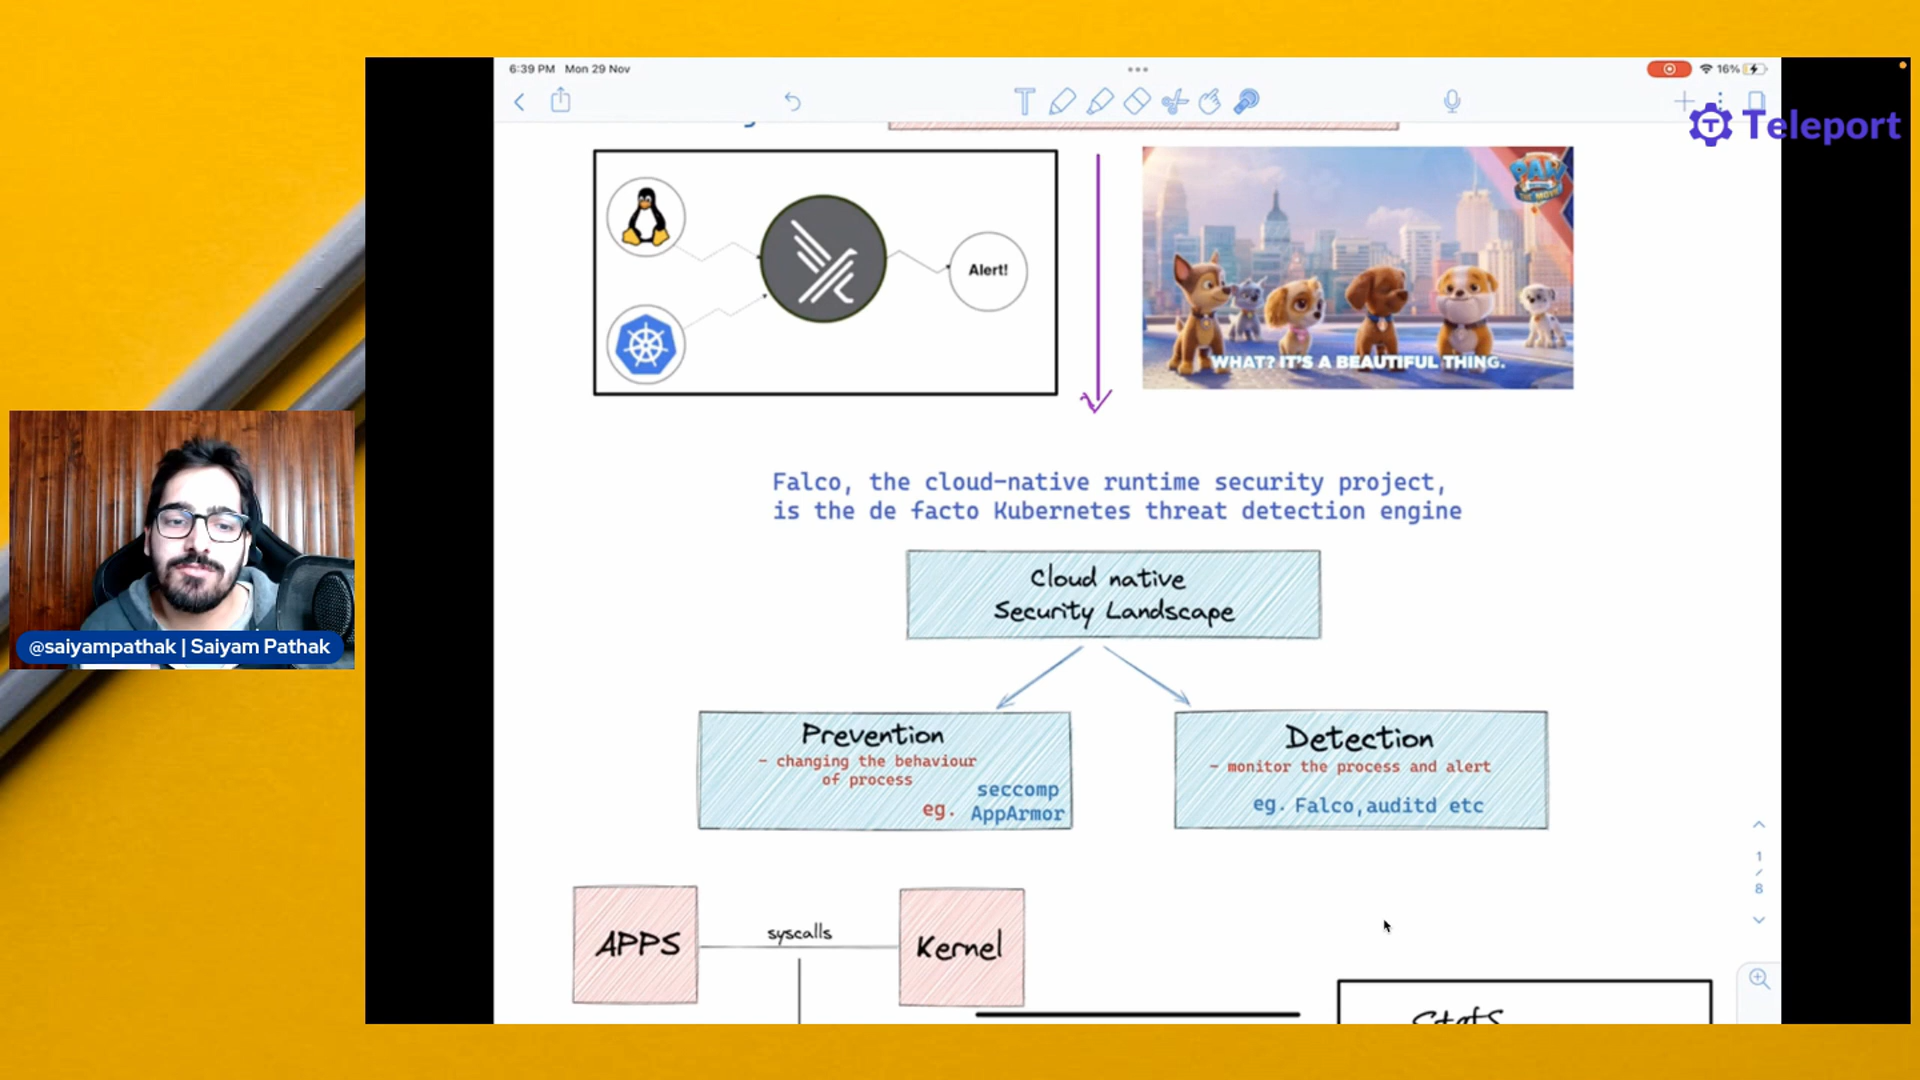 6:39 PM Mon 29 Nov
16%
Teleport
Alert!
PAW
WHAT? IT'S A BEAUTIFUL THING.
Falco, the cloud-native runtime security project,
is the de facto Kubernetes threat detection engine
Cloud native
Security Landscape
Prevention
- changing the behaviour
of process
eg. seccomp
AppArmor
Detection
- monitor the process and alert
eg. Falco,auditd etc
@saiyampathak | Saiyam Pathak
APPS
syscalls
Kernel
1
/
8